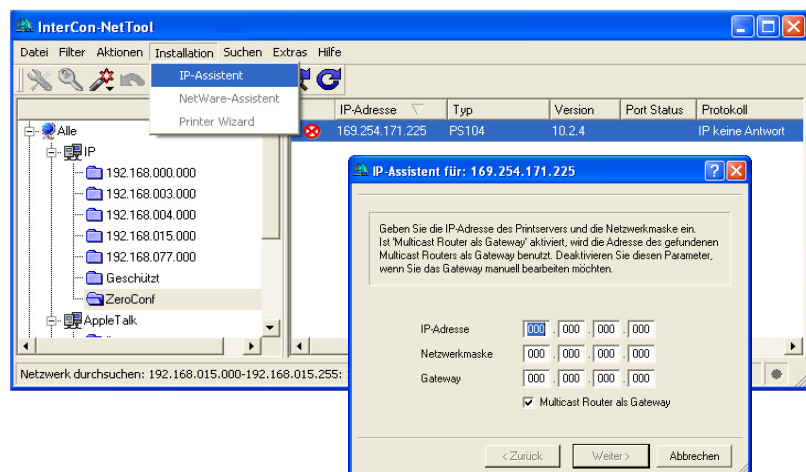 InterCon-NetTool
Datei Filter Aktionen Installation Suchen Extras Hilfe
IP-Assistent
NetWare-Assistent
Printer Wizard
IP-Adresse Typ Version Port Status Protokoll
169.254.171.225 PS104 10.2.4 IP keine Antwort
Alle
IP
192.168.000.000
192.168.003.000
192.168.004.000
192.168.015.000
192.168.077.000
Geschützt
ZeroConf
AppleTalk
Netzwerk durchsuchen: 192.168.015.000-192.168.015.255:
IP-Assistent für: 169.254.171.225
Geben Sie die IP-Adresse des Printservers und die Netzwerkmaske ein.
Ist 'Multicast Router als Gateway' aktiviert, wird die Adresse des gefundenen
Multicast Routers als Gateway benutzt. Deaktivieren Sie diesen Parameter,
wenn Sie das Gateway manuell bearbeiten möchten.
IP-Adresse 000 . 000 . 000 . 000
Netzwerkmaske 000 . 000 . 000 . 000
Gateway 000 . 000 . 000 . 000
Multicast Router als Gateway
< Zurück Weiter > Abbrechen